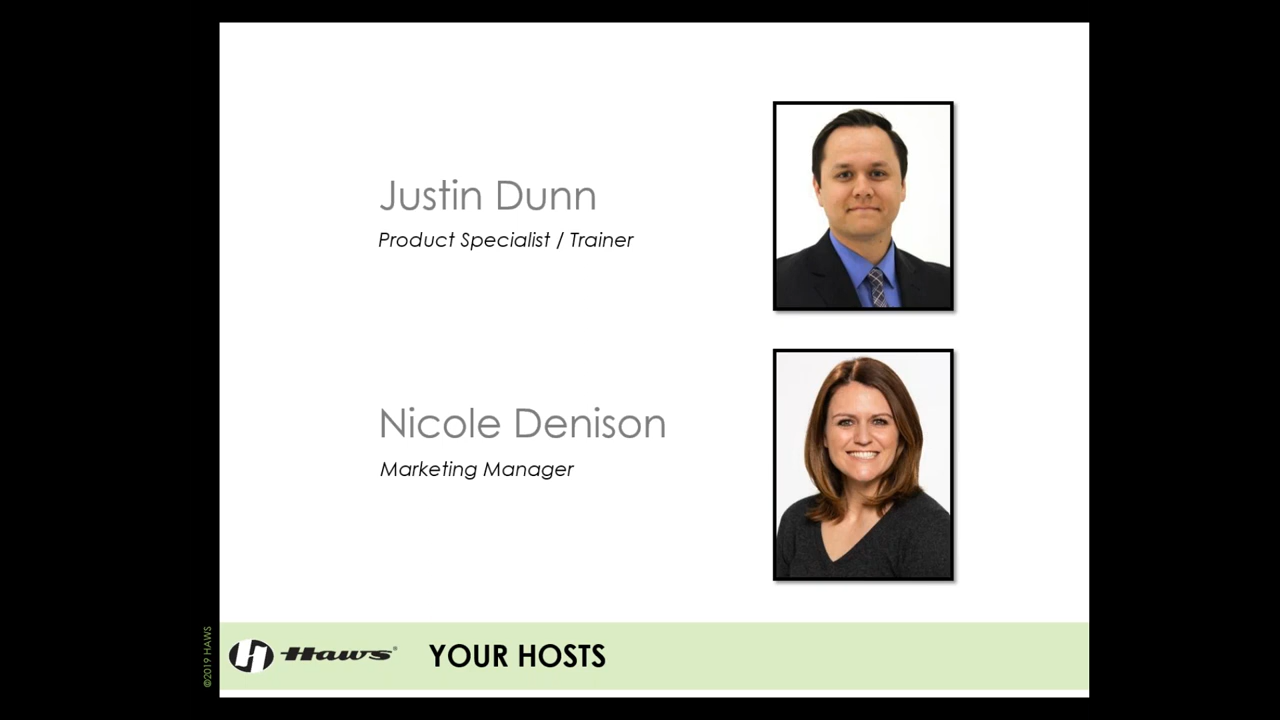 Justin Dunn
Product Specialist / Trainer
Nicole Denison
Marketing Manager
©2019 HAWS
Haws®
YOUR HOSTS